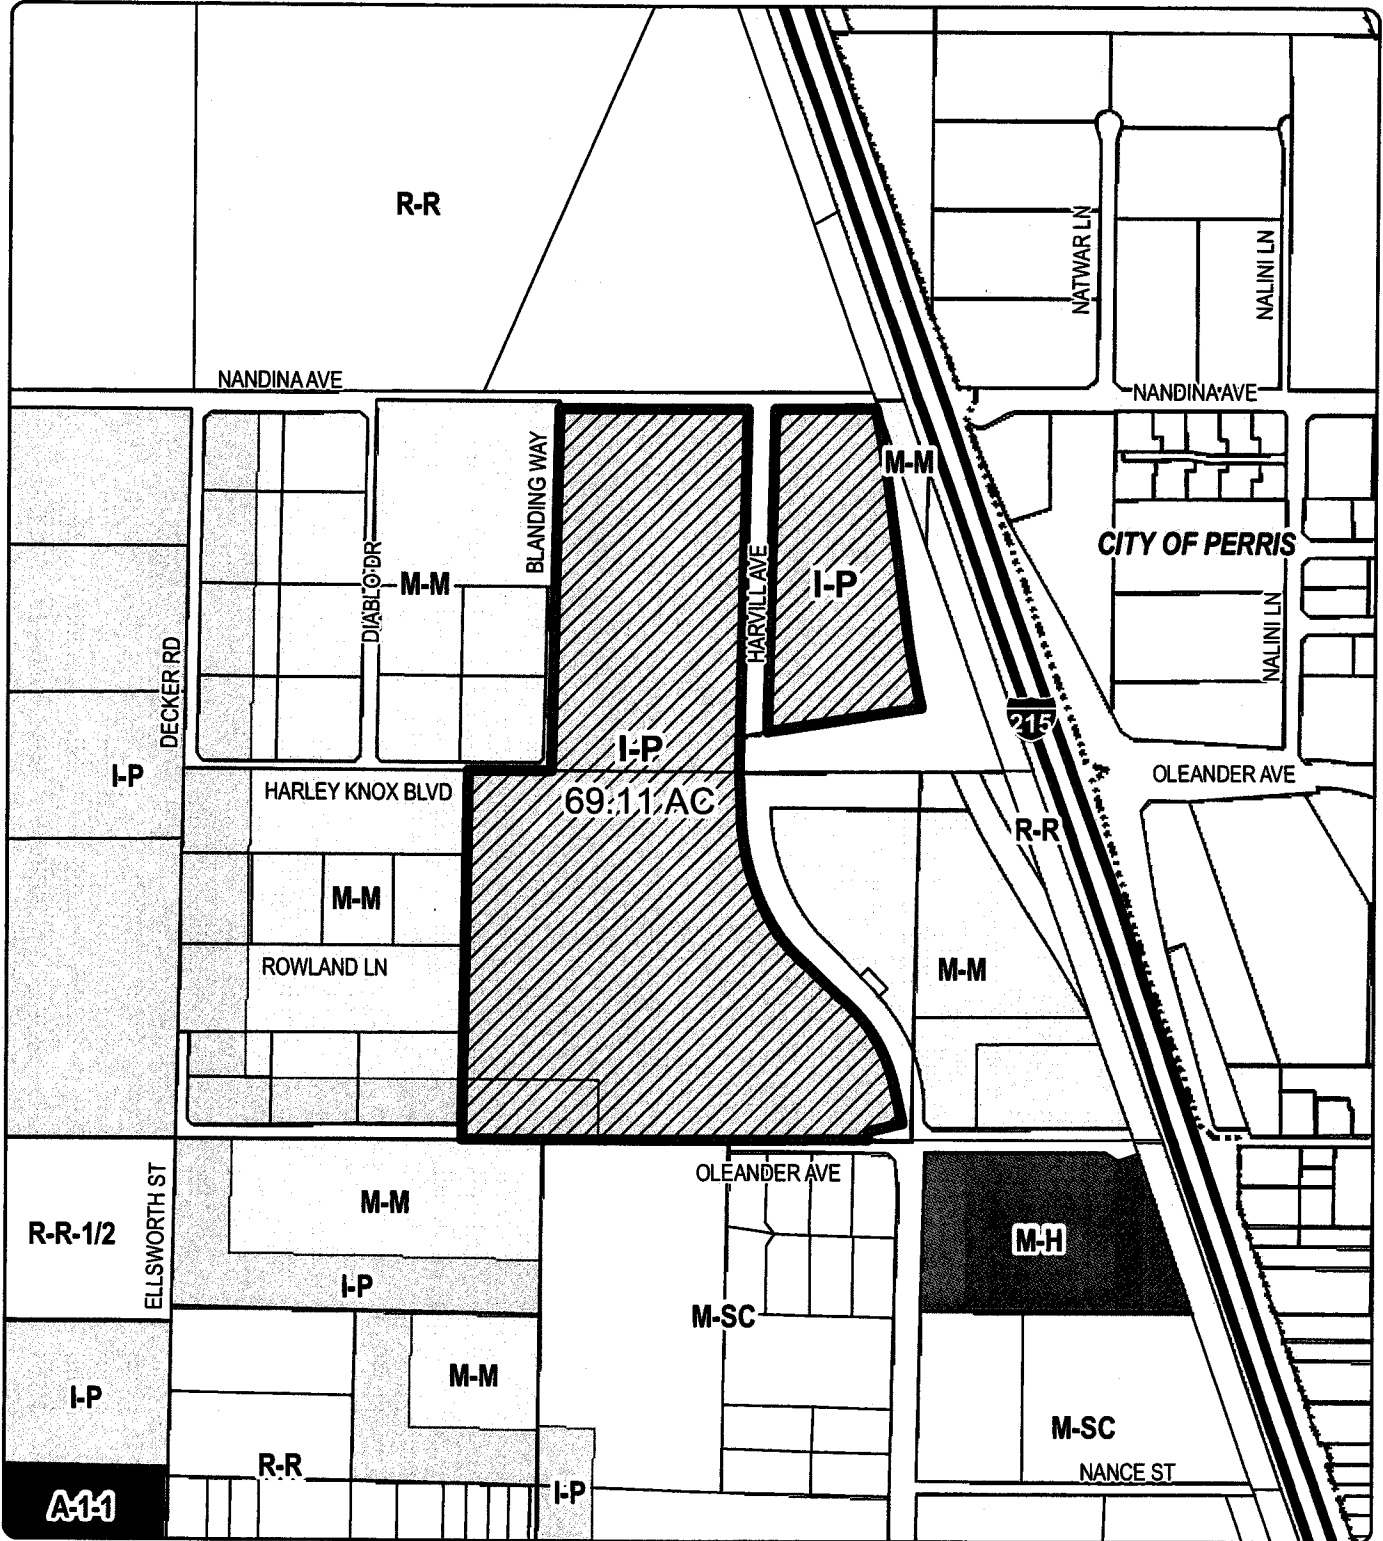 R-R
NATWAR LN
NALINI LN
NANDINA AVE
NANDINA AVE
BLANDING WAY
M-M
CITY OF PERRIS
DIABLO DR
M-M
HARVILL AVE
I-P
NALINI LN
DECKER RD
215
I-P
I-P
OLEANDER AVE
HARLEY KNOX BLVD
69.11 AC
R-R
M-M
ROWLAND LN
M-M
OLEANDER AVE
M-M
R-R-1/2
ELLSWORTH ST
M-H
I-P
M-SC
M-M
I-P
M-SC
R-R
NANCE ST
I-P
A-1-1